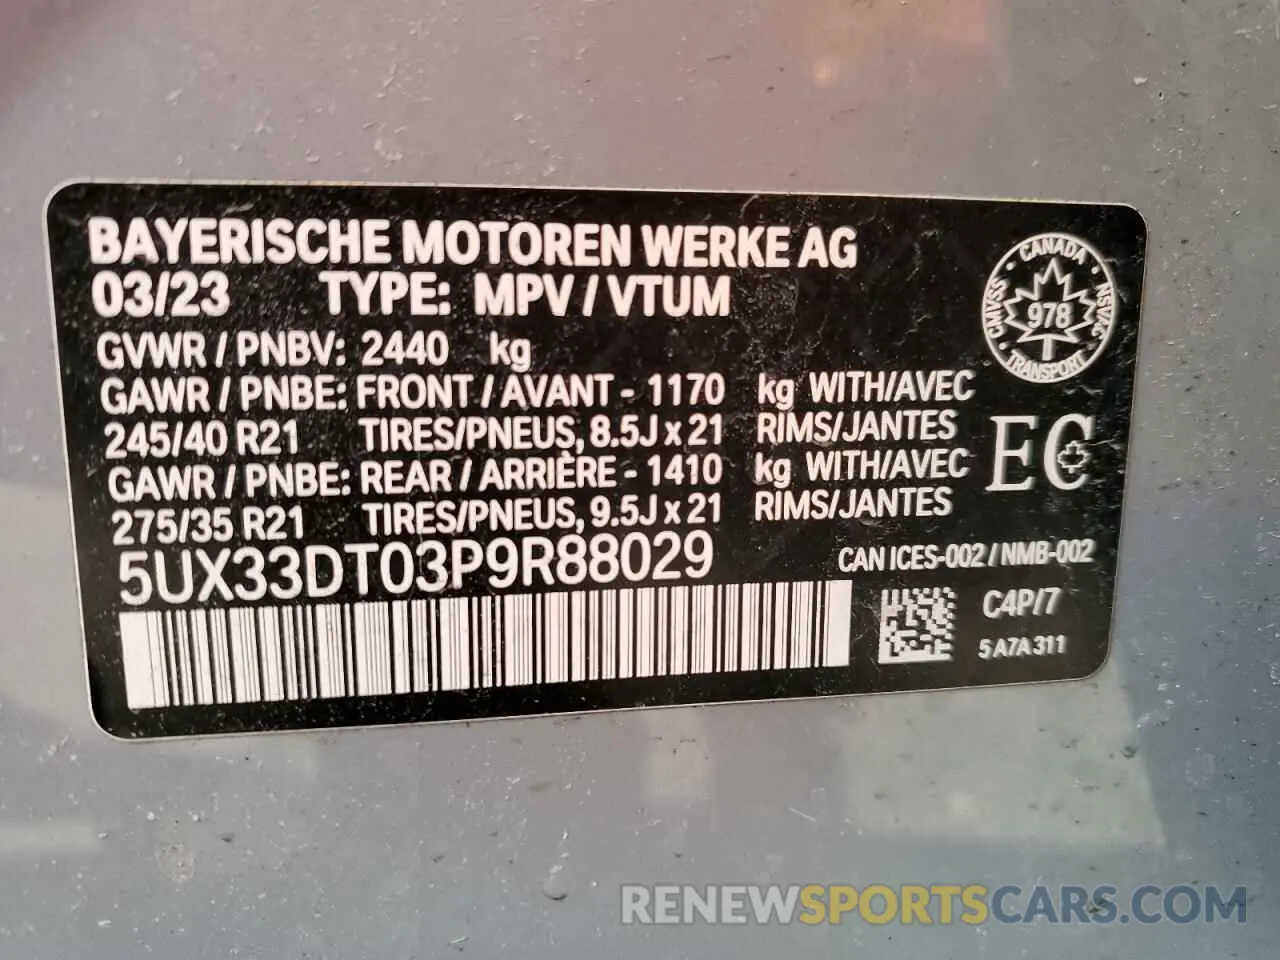 BAYERISCHE MOTOREN WERKE AG
03/23 TYPE: MPV / VTUM
GVWR / PNBV: 2440 kg
GAWR / PNBE: FRONT / AVANT - 1170 kg WITH/AVEC
245/40 R21 TIRES/PNEUS, 8.5J x 21 RIMS/JANTES
GAWR / PNBE: REAR / ARRIÈRE - 1410 kg WITH/AVEC
275/35 R21 TIRES/PNEUS, 9.5J x 21 RIMS/JANTES
5UX33DT03P9R88029
CANADA
CMVSS • NSVAC
978
TRANSPORT
EC
CAN ICES-002 / NMB-002
C4P/7
5 A7A 311
RENEWSPORTSCARS.COM